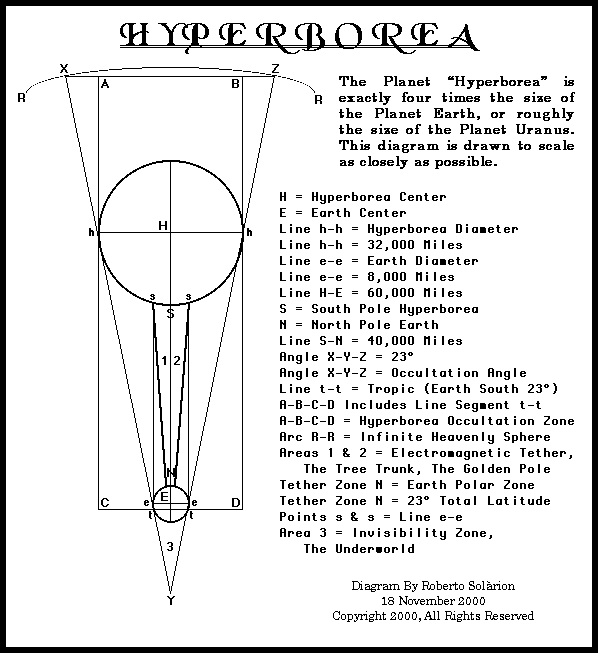 HYPERBOREA
X Z
R A B R
The Planet “Hyperborea” is
exactly four times the size of
the Planet Earth, or roughly
the size of the Planet Uranus.
This diagram is drawn to scale
as closely as possible.
h H h
s s
S
1 2
N
C e E e D
t t
3
Y
H = Hyperborea Center
E = Earth Center
Line h-h = Hyperborea Diameter
Line h-h = 32,000 Miles
Line e-e = Earth Diameter
Line e-e = 8,000 Miles
Line H-E = 60,000 Miles
S = South Pole Hyperborea
N = North Pole Earth
Line S-N = 40,000 Miles
Angle X-Y-Z = 23°
Angle X-Y-Z = Occultation Angle
Line t-t = Tropic (Earth South 23°)
A-B-C-D Includes Line Segment t-t
A-B-C-D = Hyperborea Occultation Zone
Arc R-R = Infinite Heavenly Sphere
Areas 1 & 2 = Electromagnetic Tether,
The Tree Trunk, The Golden Pole
Tether Zone N = Earth Polar Zone
Tether Zone N = 23° Total Latitude
Points s & s = Line e-e
Area 3 = Invisibility Zone,
The Underworld
Diagram By Roberto Solàrion
18 November 2000
Copyright 2000, All Rights Reserved